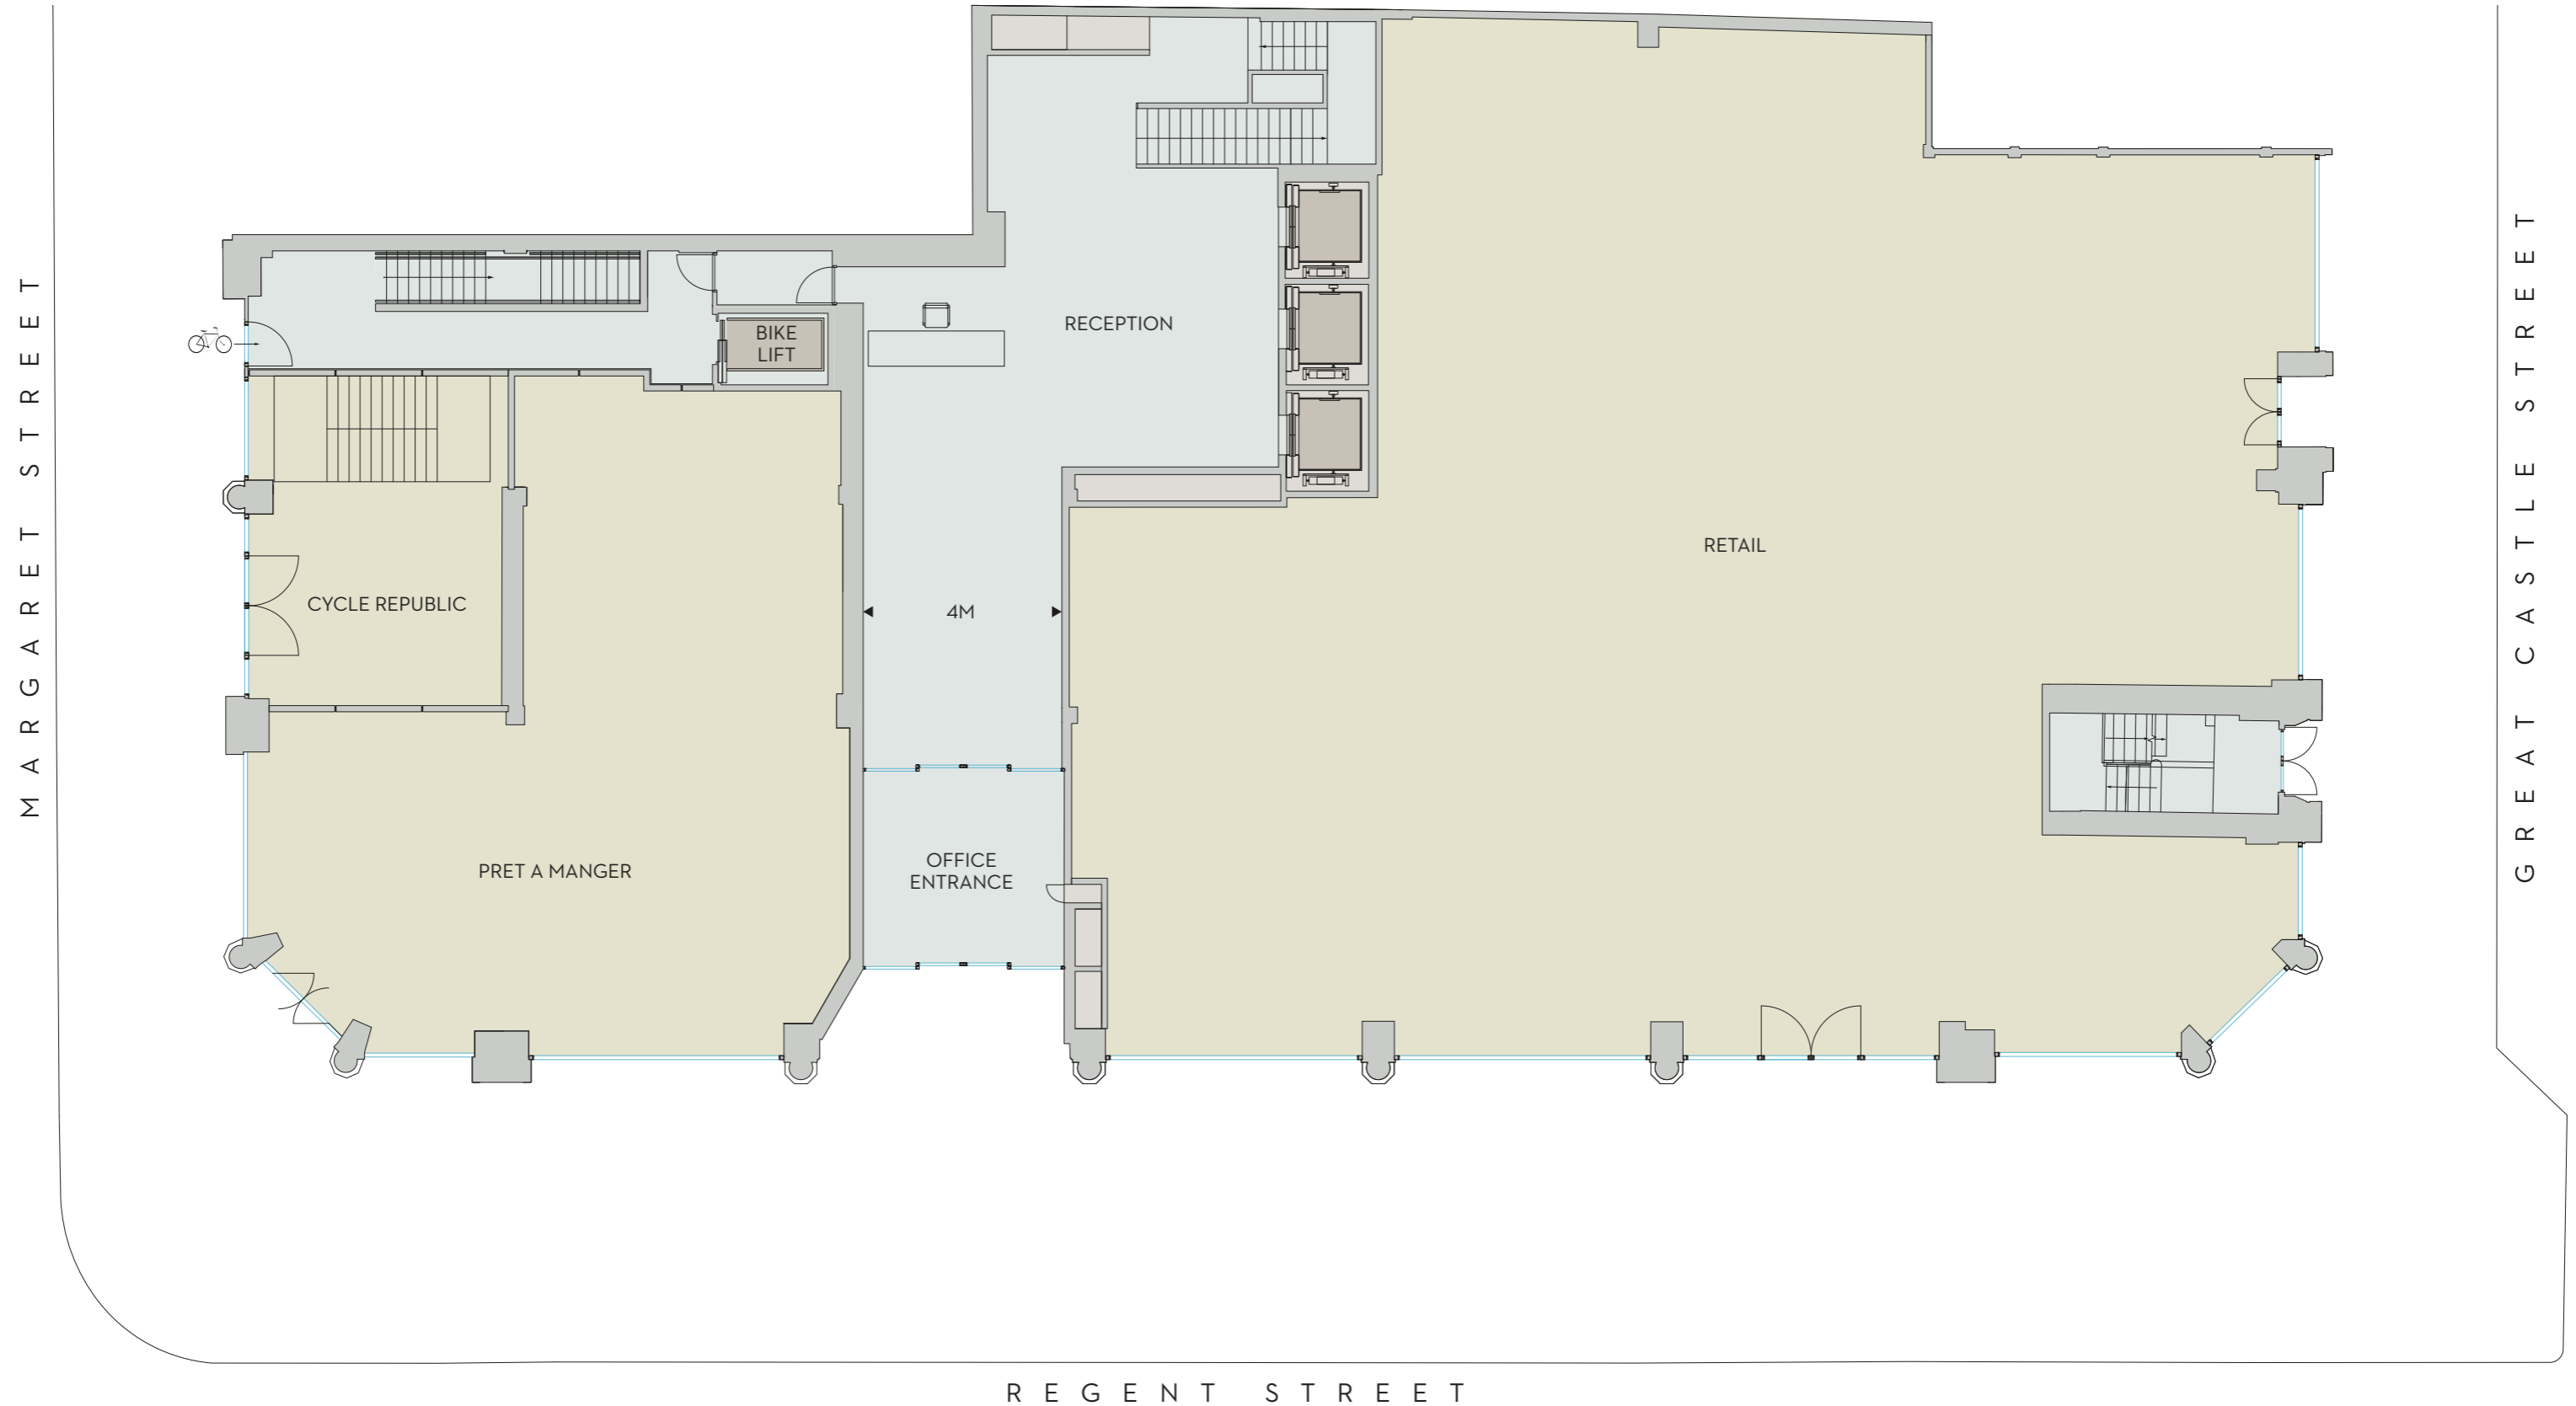 RECEPTION
BIKE
LIFT
RETAIL
CYCLE REPUBLIC
4M
PRET A MANGER
OFFICE
ENTRANCE
MARGARET STREET
GREAT CASTLE STREET
REGENT STREET